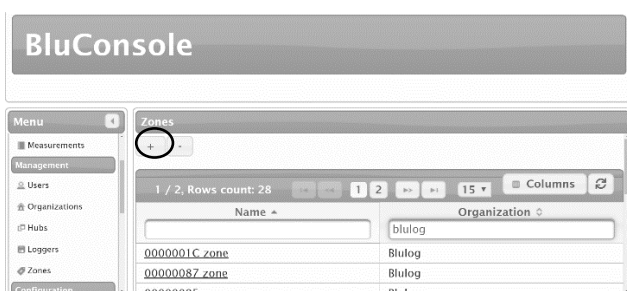 BluConsole
Menu
Measurements
Management
Users
Organizations
Hubs
Loggers
Zones
Configuration
Zones
+ -
1 / 2, Rows count: 28 1 2 15 Columns
Name Organization
blulog
0000001C zone Blulog
00000087 zone Blulog